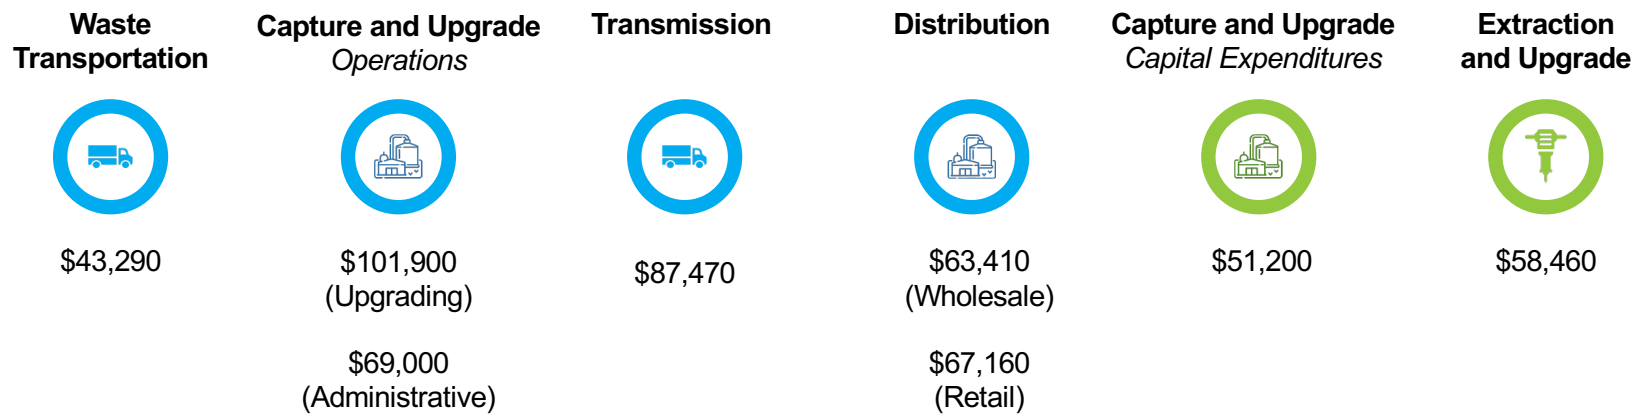 Waste
Transportation
$43,290
Capture and Upgrade
Operations
$101,900
(Upgrading)
$69,000
(Administrative)
Transmission
$87,470
Distribution
$63,410
(Wholesale)
$67,160
(Retail)
Capture and Upgrade
Capital Expenditures
$51,200
Extraction
and Upgrade
$58,460